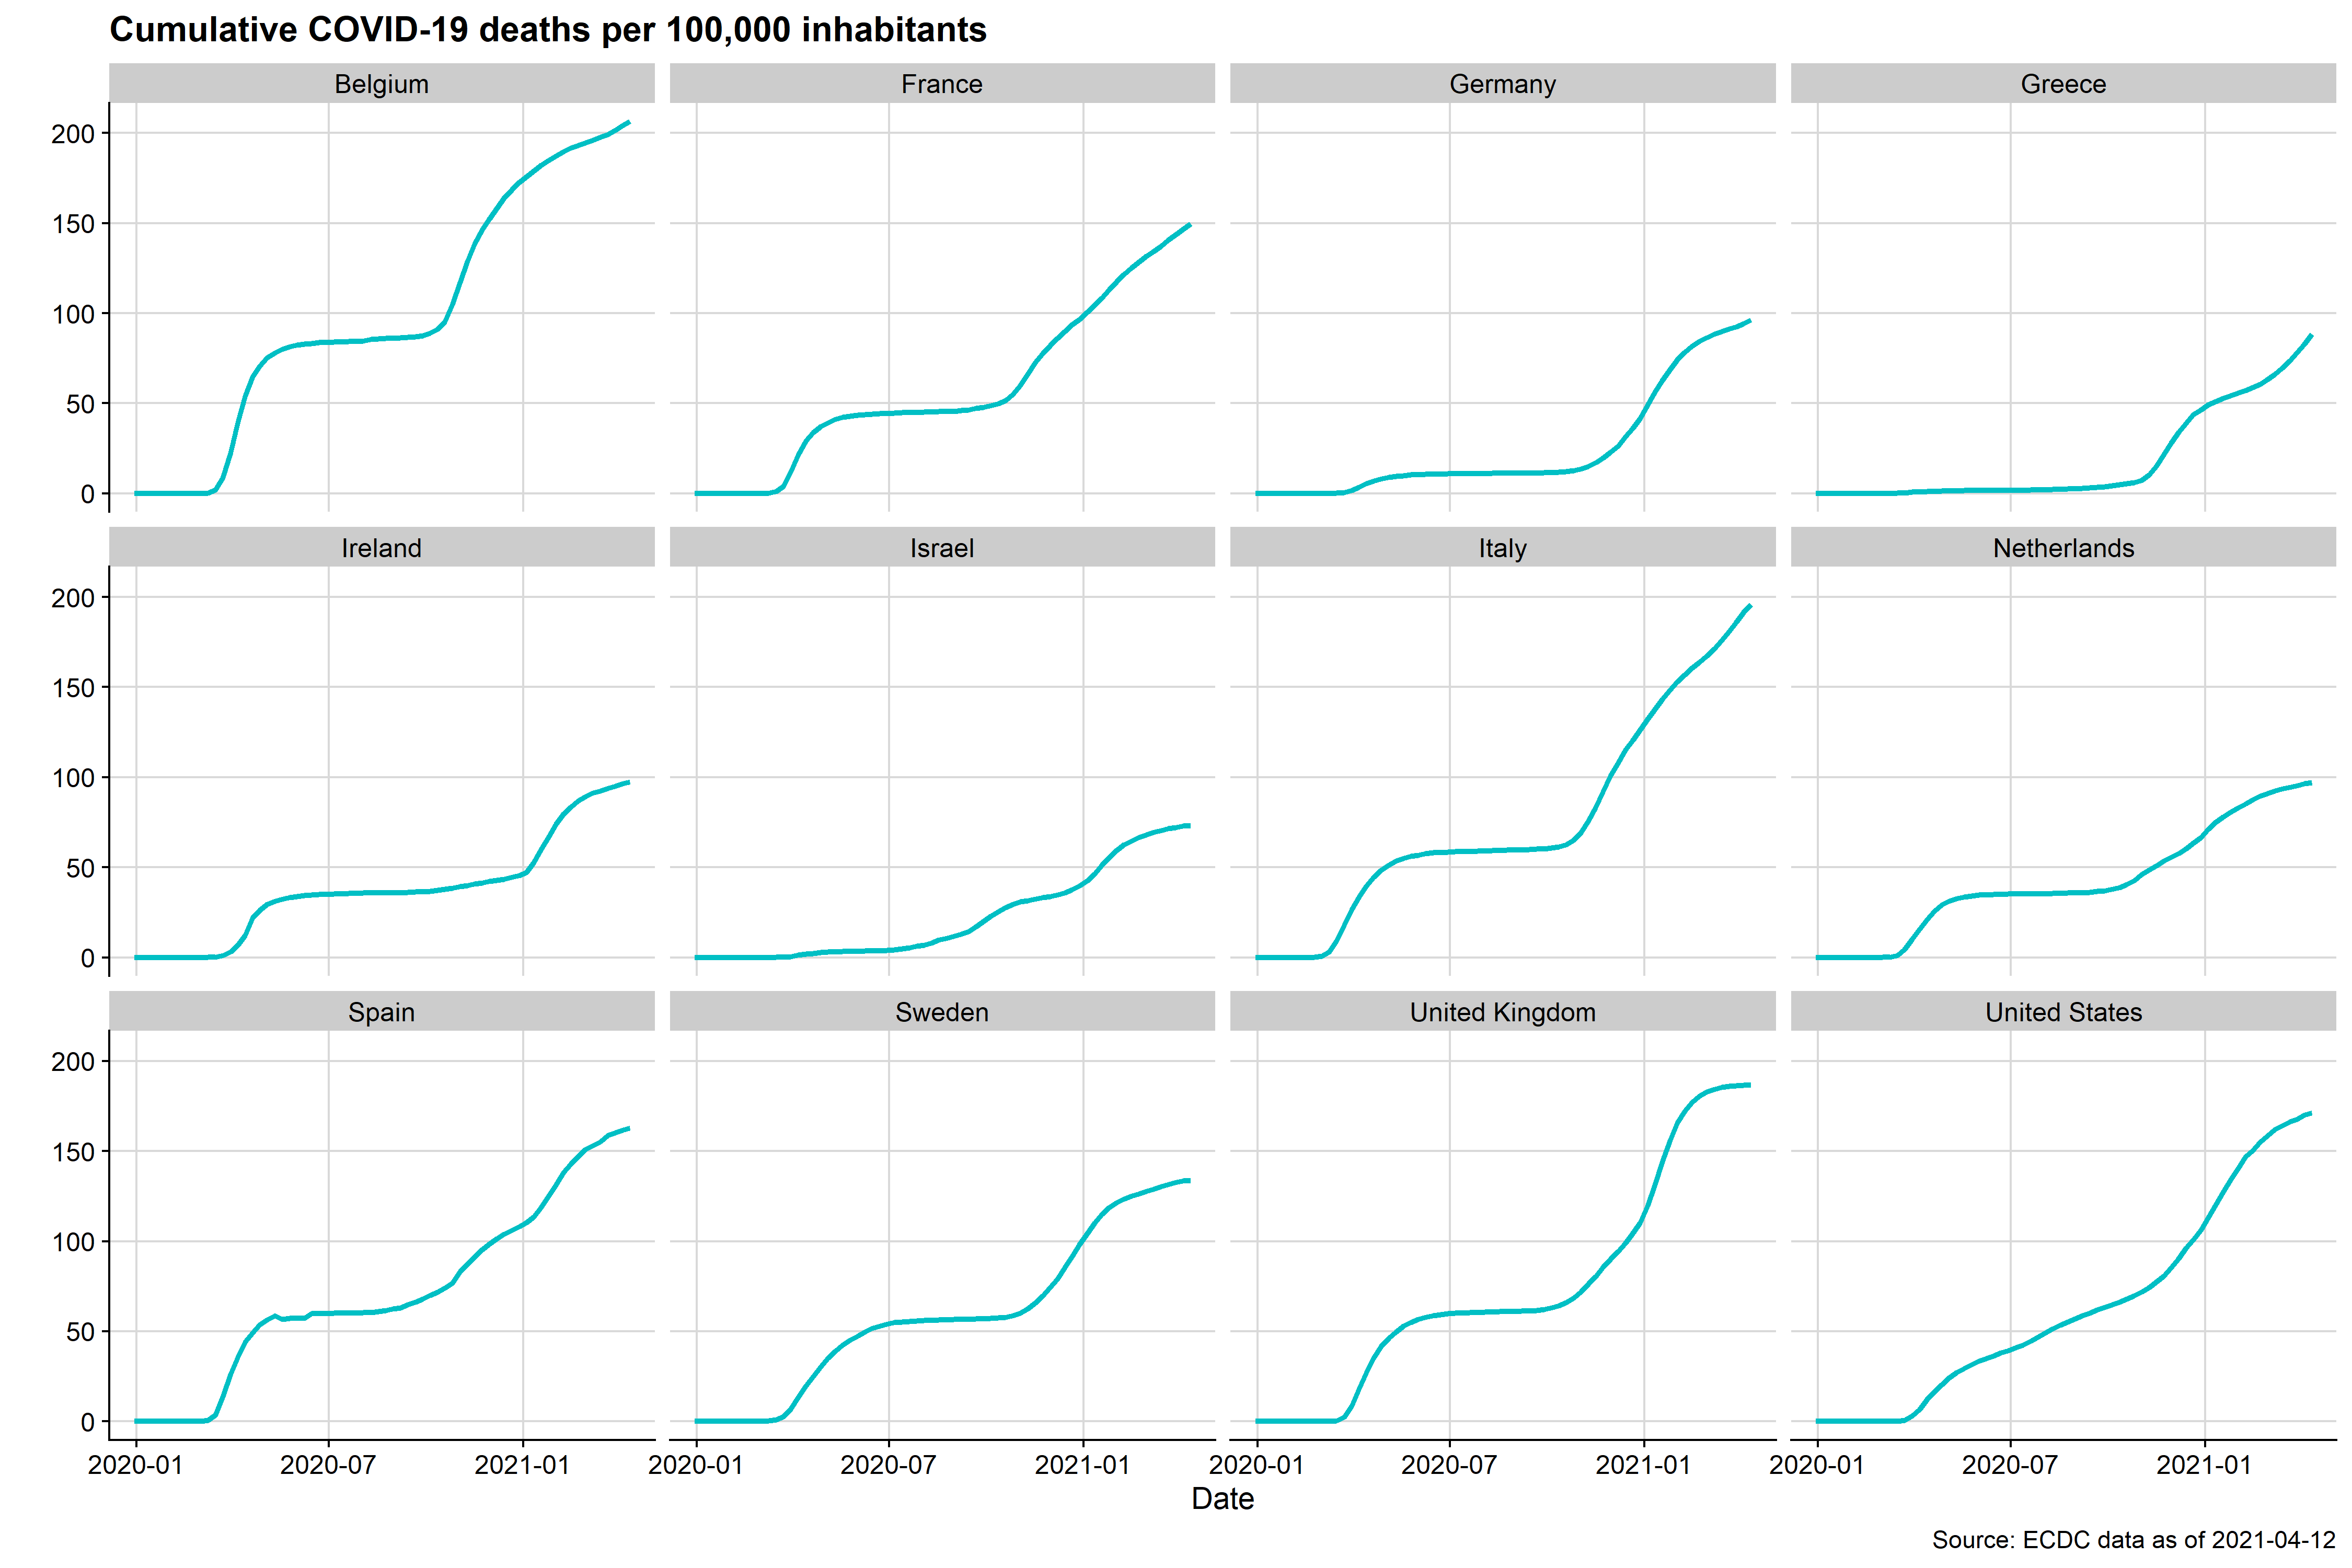 Cumulative COVID-19 deaths per 100,000 inhabitants
Belgium France Germany Greece
200
150
100
50
0
Ireland Israel Italy Netherlands
200
150
100
50
0
Spain Sweden United Kingdom United States
200
150
100
50
0
2020-01 2020-07 2021-01 2020-01 2020-07 2021-01 2020-01 2020-07 2021-01 2020-01 2020-07 2021-01
Date
Source: ECDC data as of 2021-04-12